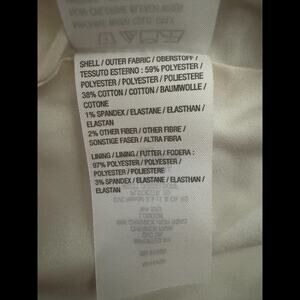 SHELL / OUTER FABRIC / OBERSTOFF /
TESSUTO ESTERNO : 59% POLYESTER /
POLYESTER / POLYESTER / POLIESTERE
38% COTTON / COTTON / BAUMWOLLE /
COTONE
1% SPANDEX / ELASTANE / ELASTHAN /
ELASTAN
2% OTHER FIBER / OTHER FIBRE /
SONSTIGE FASER / ALTRA FIBRA
LINING / LINING / FUTTER / FODERA :
97% POLYESTER / POLYESTER /
POLYESTER / POLIESTERE
3% SPANDEX / ELASTANE / ELASTHAN /
ELASTAN